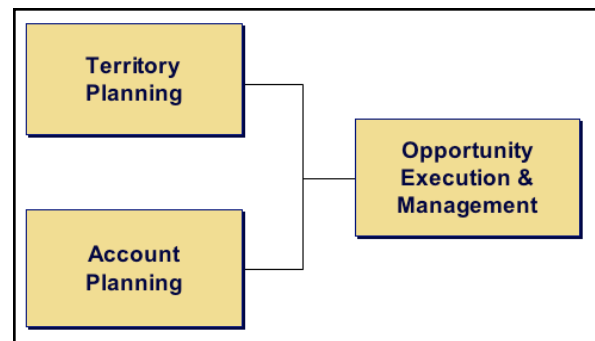 Territory
Planning
Opportunity
Execution &
Management
Account
Planning